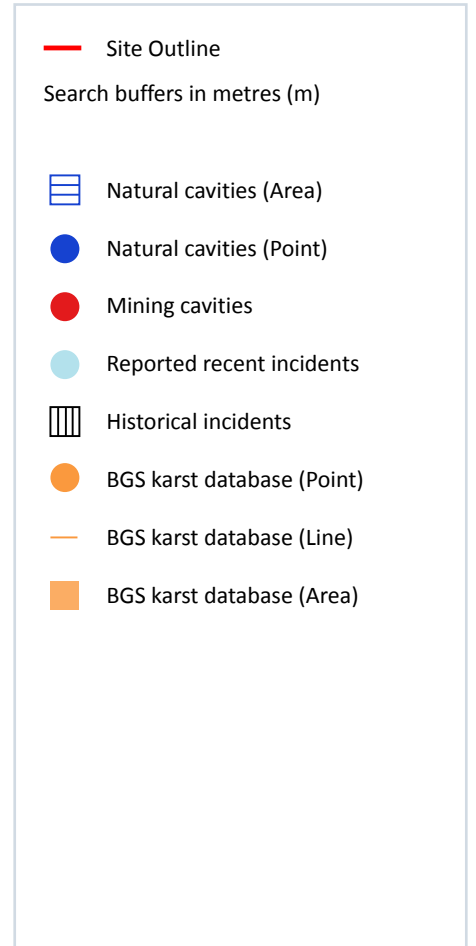 Site Outline
Search buffers in metres (m)
Natural cavities (Area)
Natural cavities (Point)
Mining cavities
Reported recent incidents
Historical incidents
BGS karst database (Point)
BGS karst database (Line)
BGS karst database (Area)